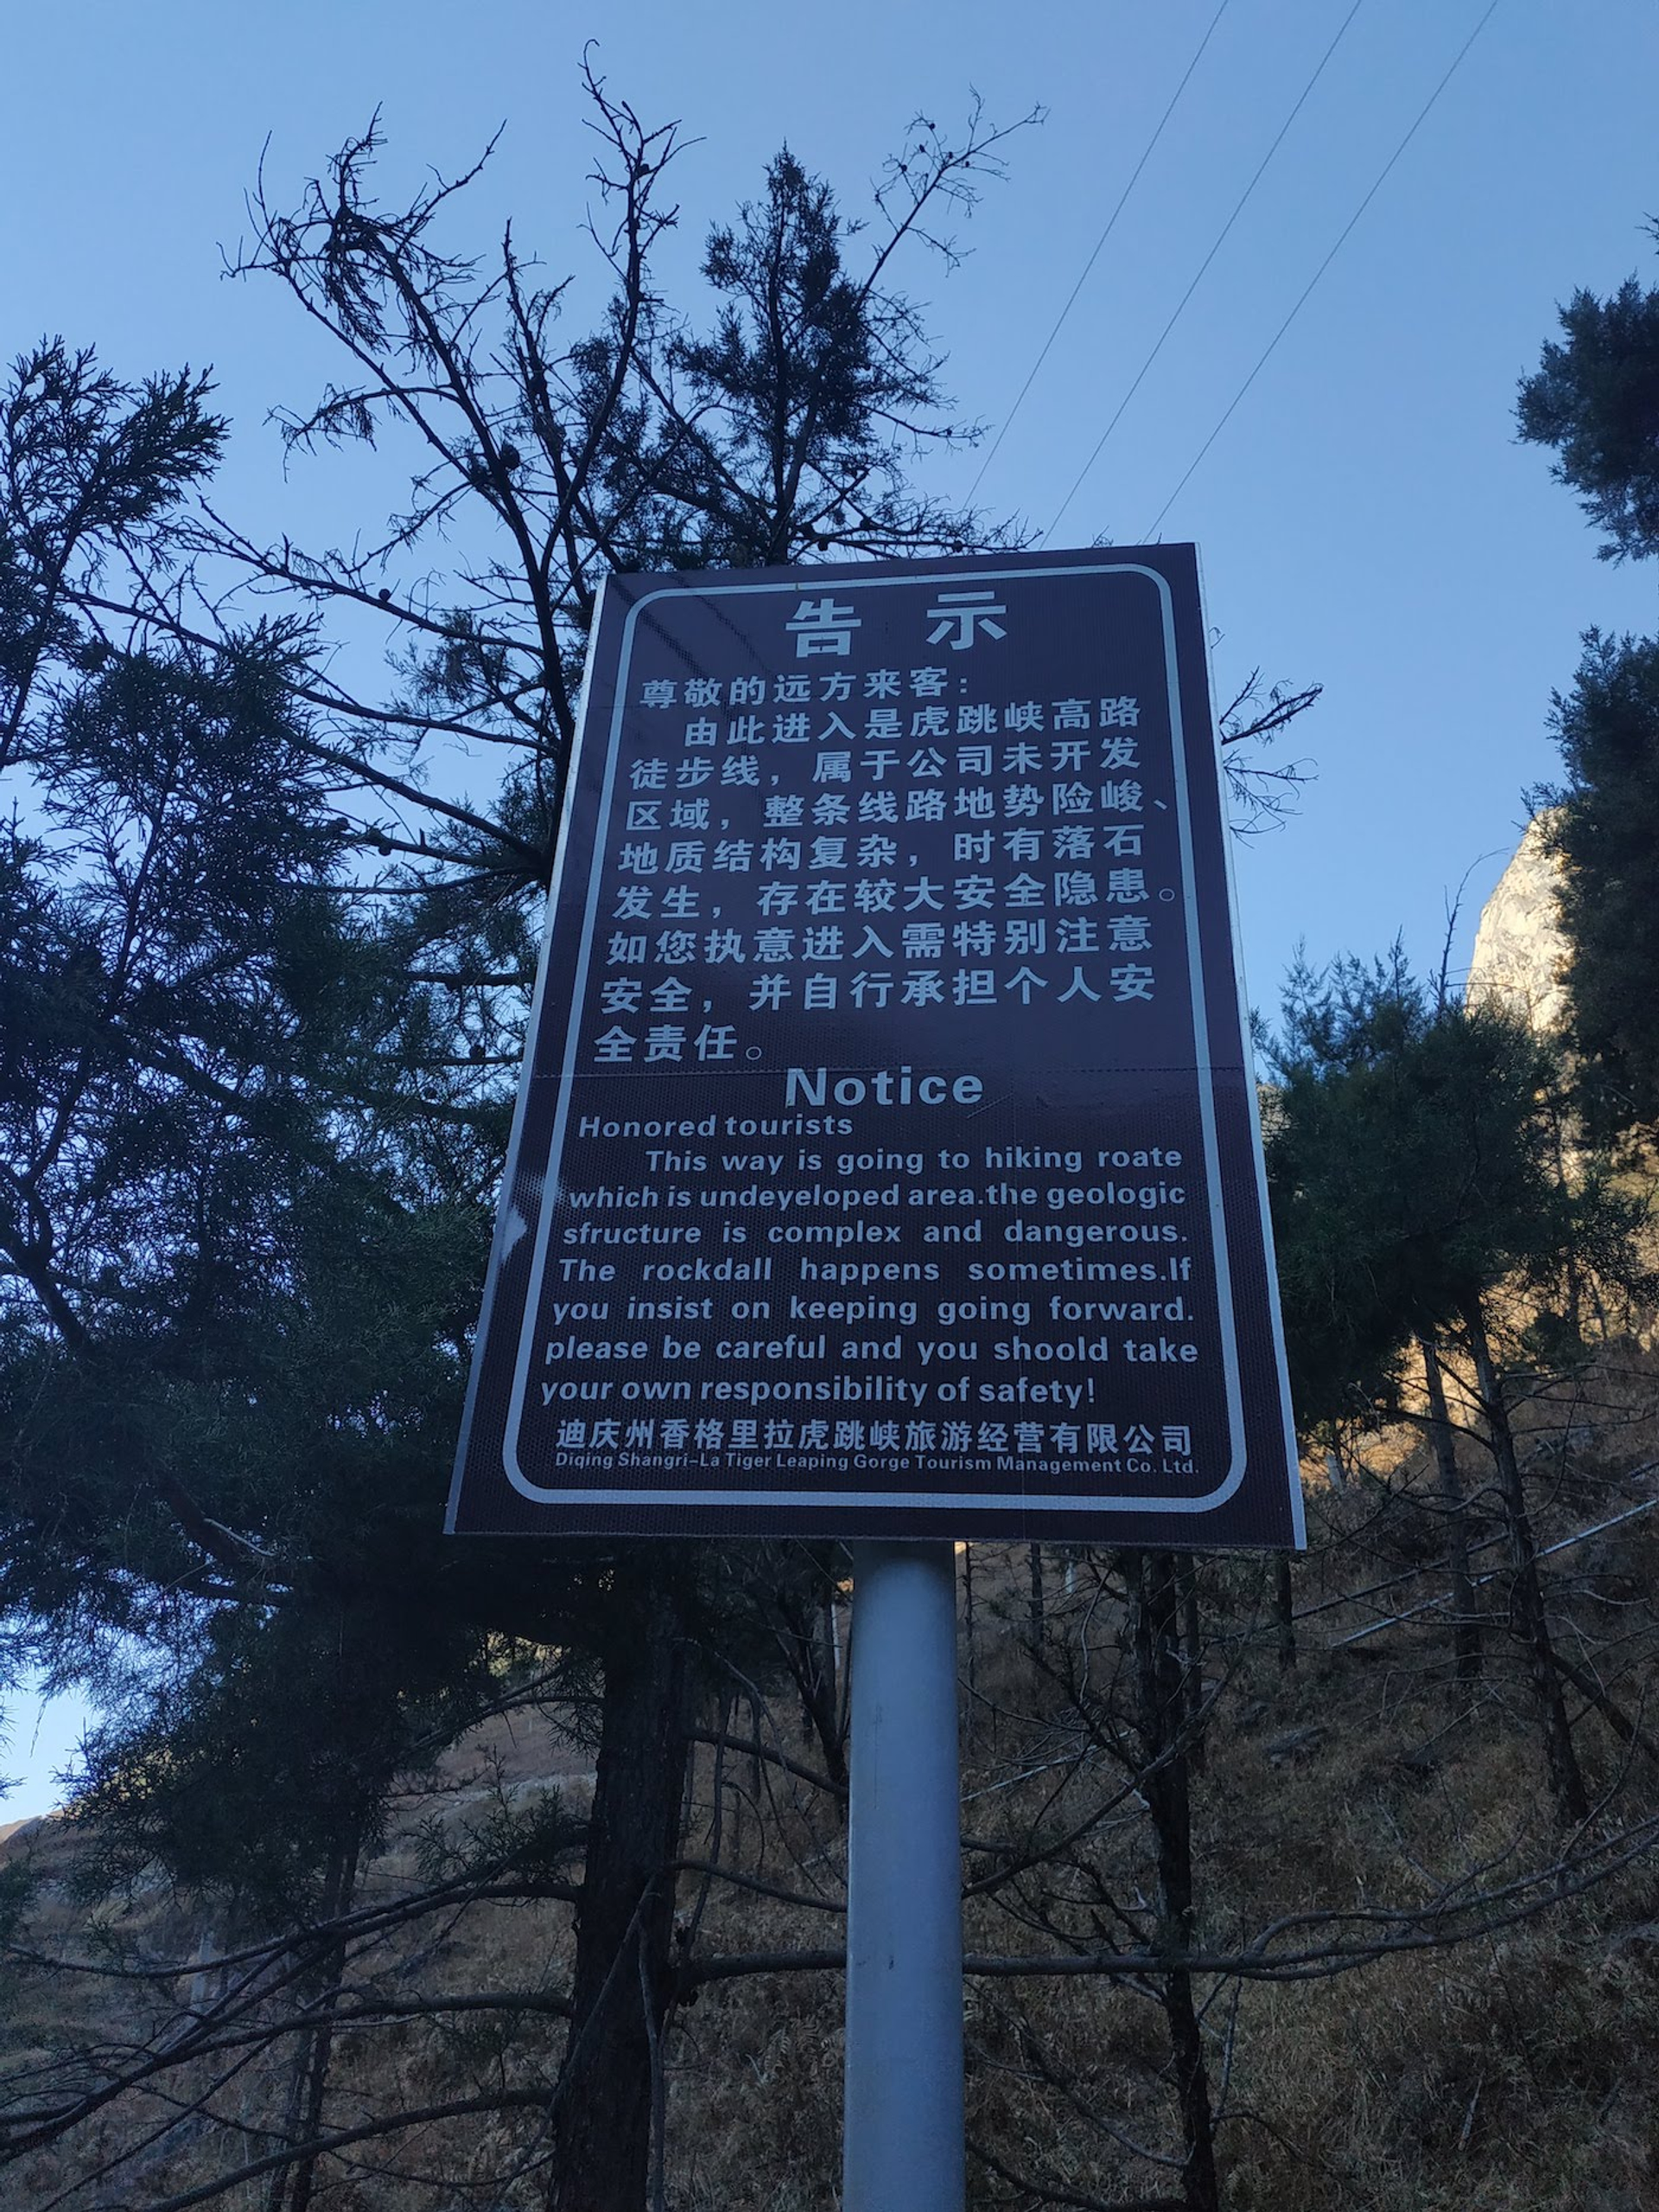 告 示
尊敬的远方来客：
由此进入是虎跳峡高路
徒步线，属于公司未开发
区域，整条线路地势险峻、
地质结构复杂，时有落石
发生，存在较大安全隐患。
如您执意进入需特别注意
安全，并自行承担个人安
全责任。
Notice
Honored tourists
This way is going to hiking roate
which is undeyeloped area.the geologic
sfructure is complex and dangerous.
The rockdall happens sometimes.If
you insist on keeping going forward.
please be careful and you shoold take
your own responsibility of safety!
迪庆州香格里拉虎跳峡旅游经营有限公司
Diqing Shangri-La Tiger Leaping Gorge Tourism Management Co. Ltd.